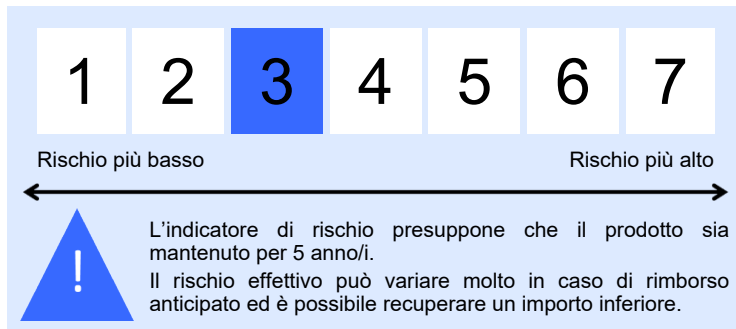 1 2 3 4 5 6 7
Rischio più basso Rischio più alto
!
L'indicatore di rischio presuppone che il prodotto sia
mantenuto per 5 anno/i.
Il rischio effettivo può variare molto in caso di rimborso
anticipato ed è possibile recuperare un importo inferiore.